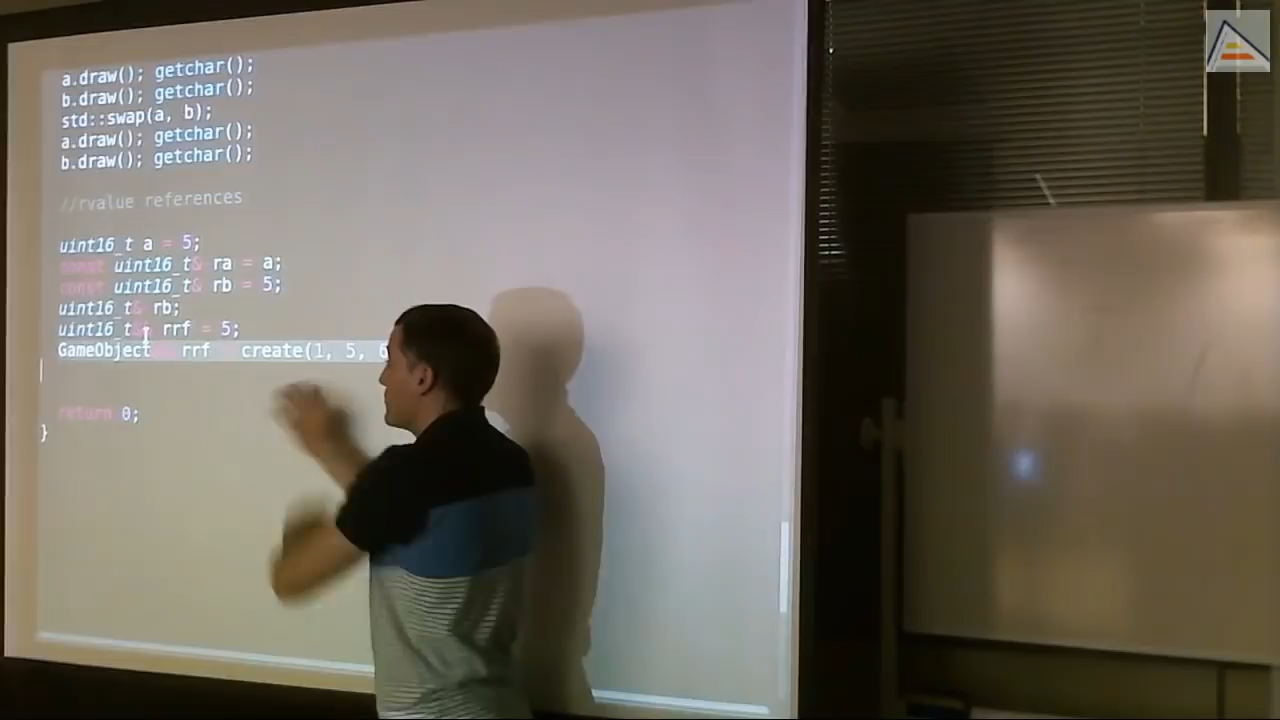 a.draw(); getchar();
b.draw(); getchar();
std::swap(a, b);
a.draw(); getchar();
b.draw(); getchar();
//rvalue references
uint16_t a = 5;
const uint16_t& ra = a;
const uint16_t& rb = 5;
uint16_t& rb;
uint16_t&& rrf = 5;
GameObject&& rrf = create(1, 5, 6
return 0;
}